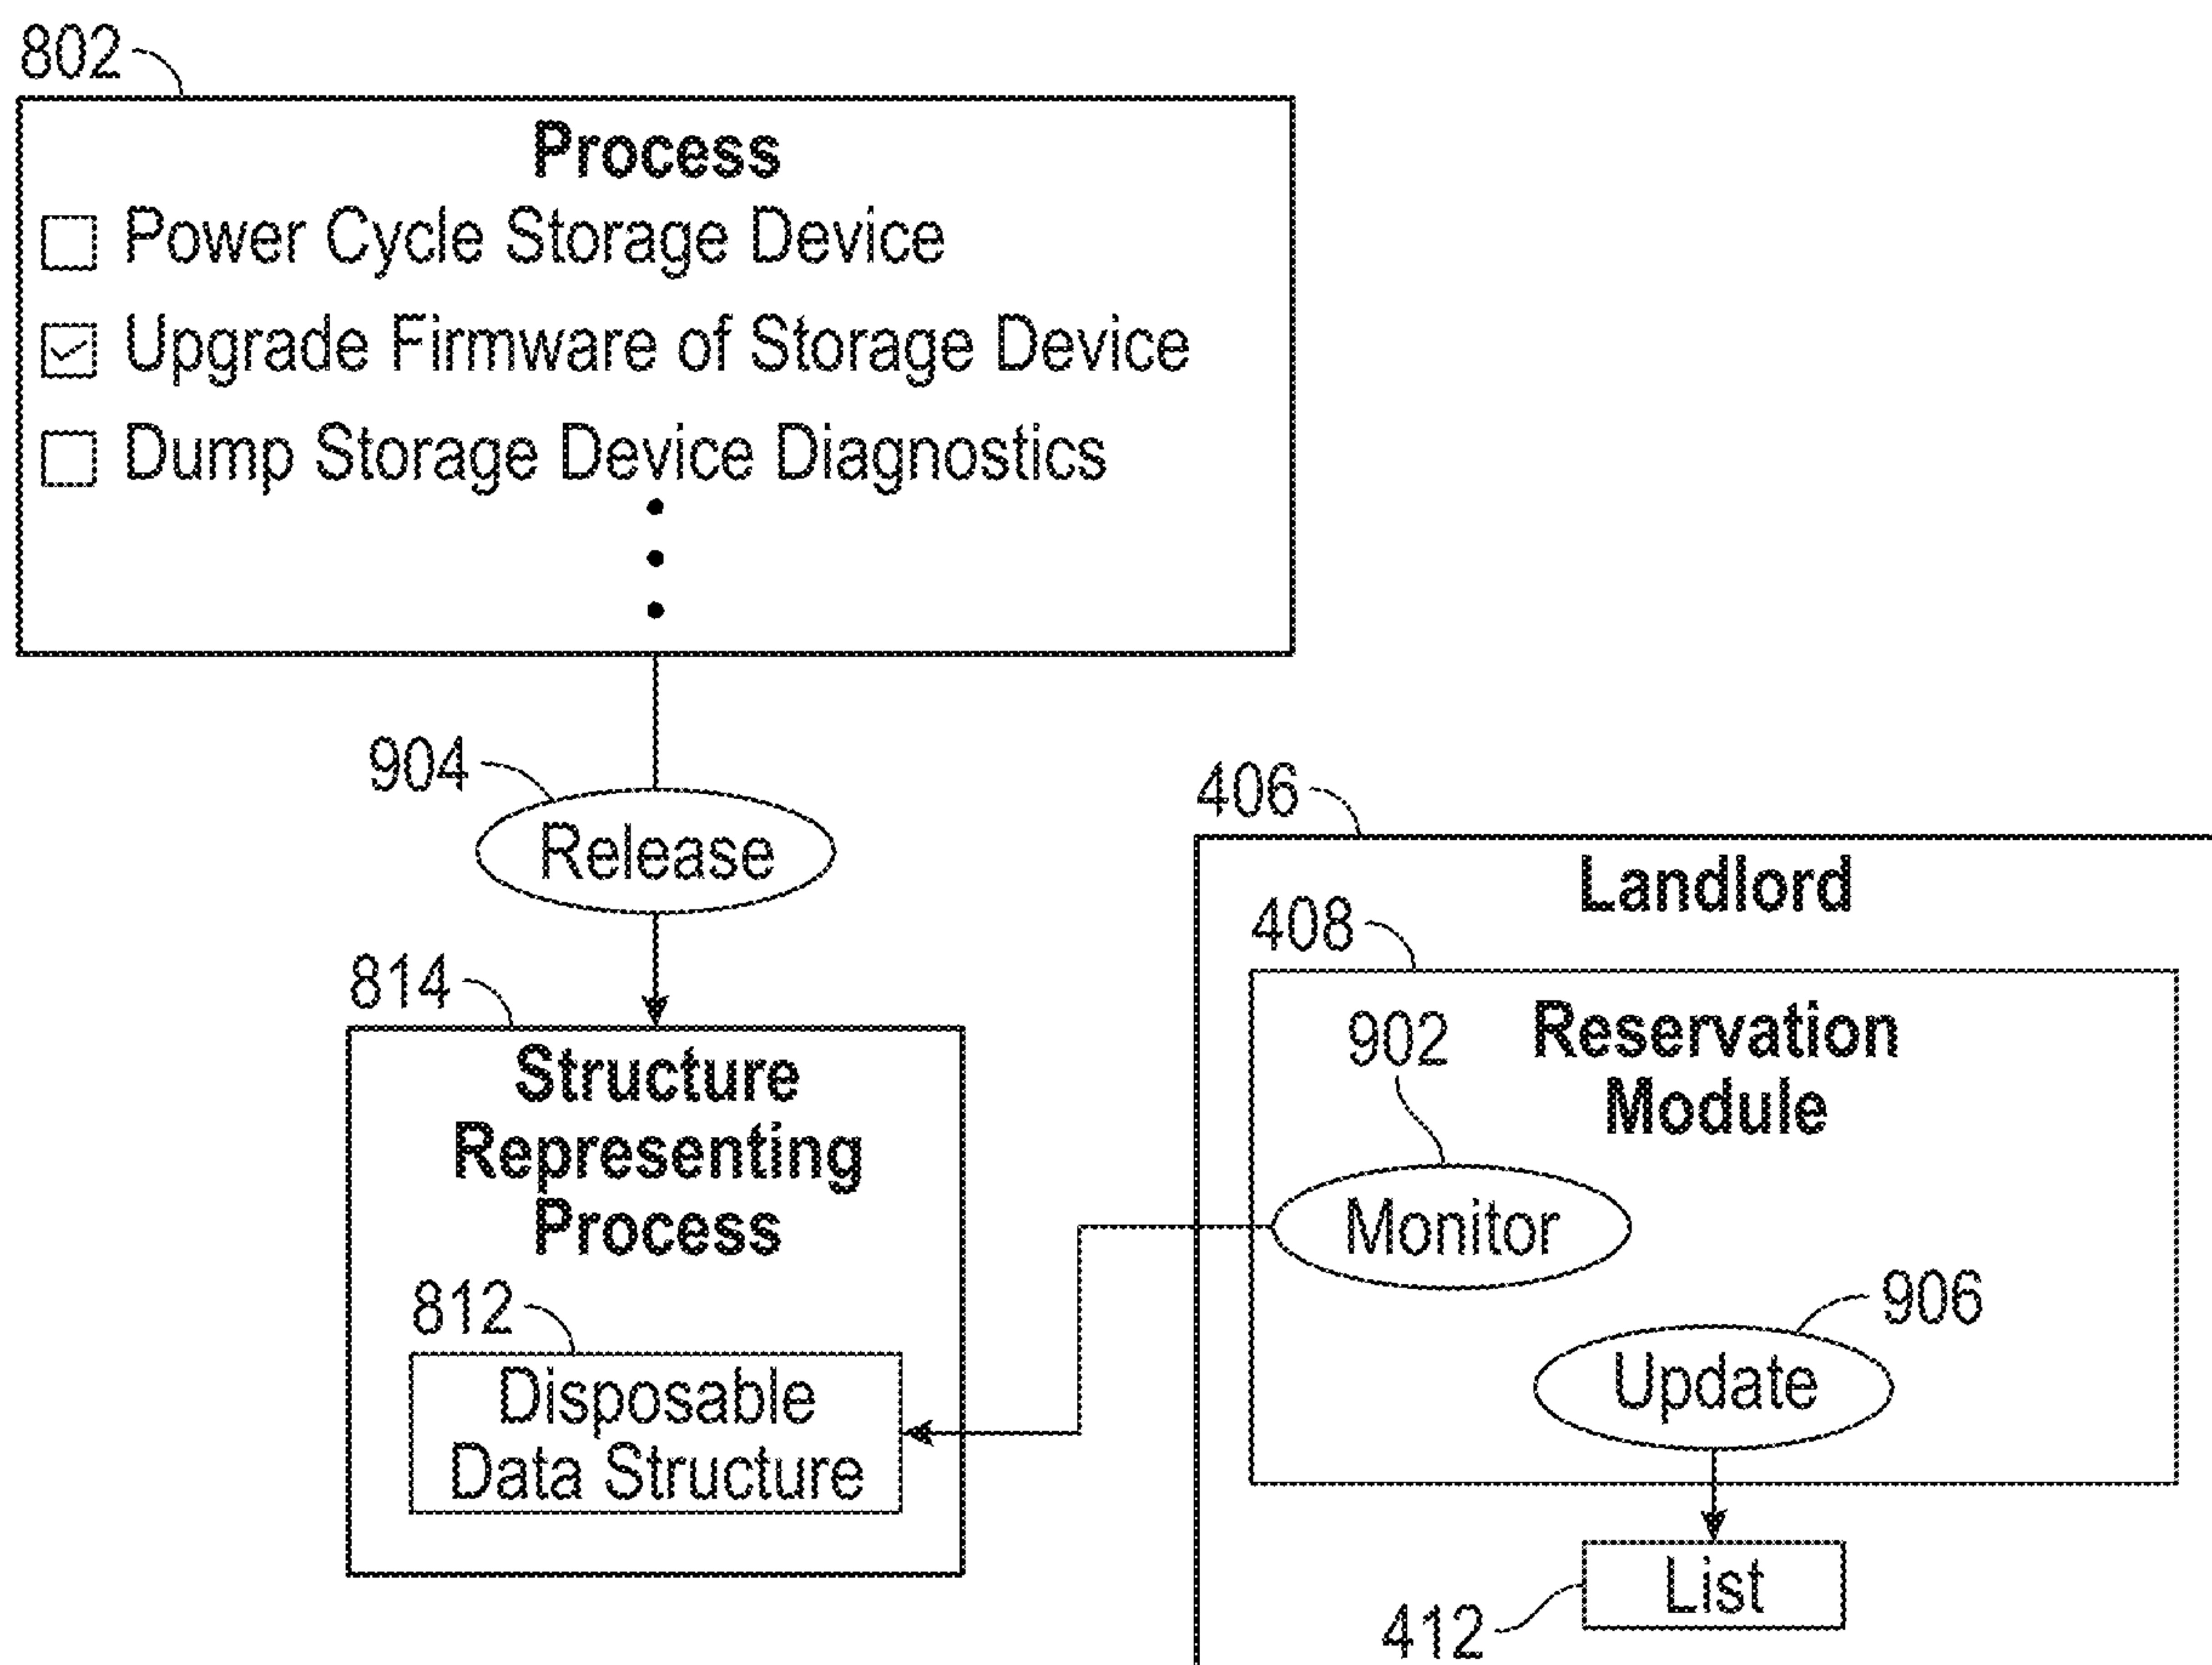 802
Process
Power Cycle Storage Device
Upgrade Firmware of Storage Device
Dump Storage Device Diagnostics
904
Release
814
Structure
Representing
Process
812
Disposable
Data Structure
406
Landlord
408
Reservation
Module
902
Monitor
906
Update
List
412